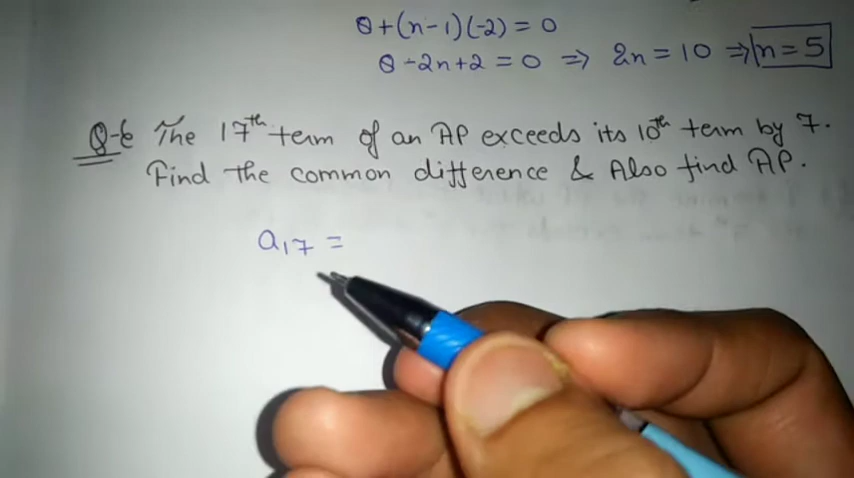 8+(n-1)(-2) = 0
8-2n+2 = 0 ⇒ 2n = 10 ⇒ n = 5
Q-6 The 17th term of an AP exceeds its 10th term by 7.
Find the common difference & Also find AP.
a17 =